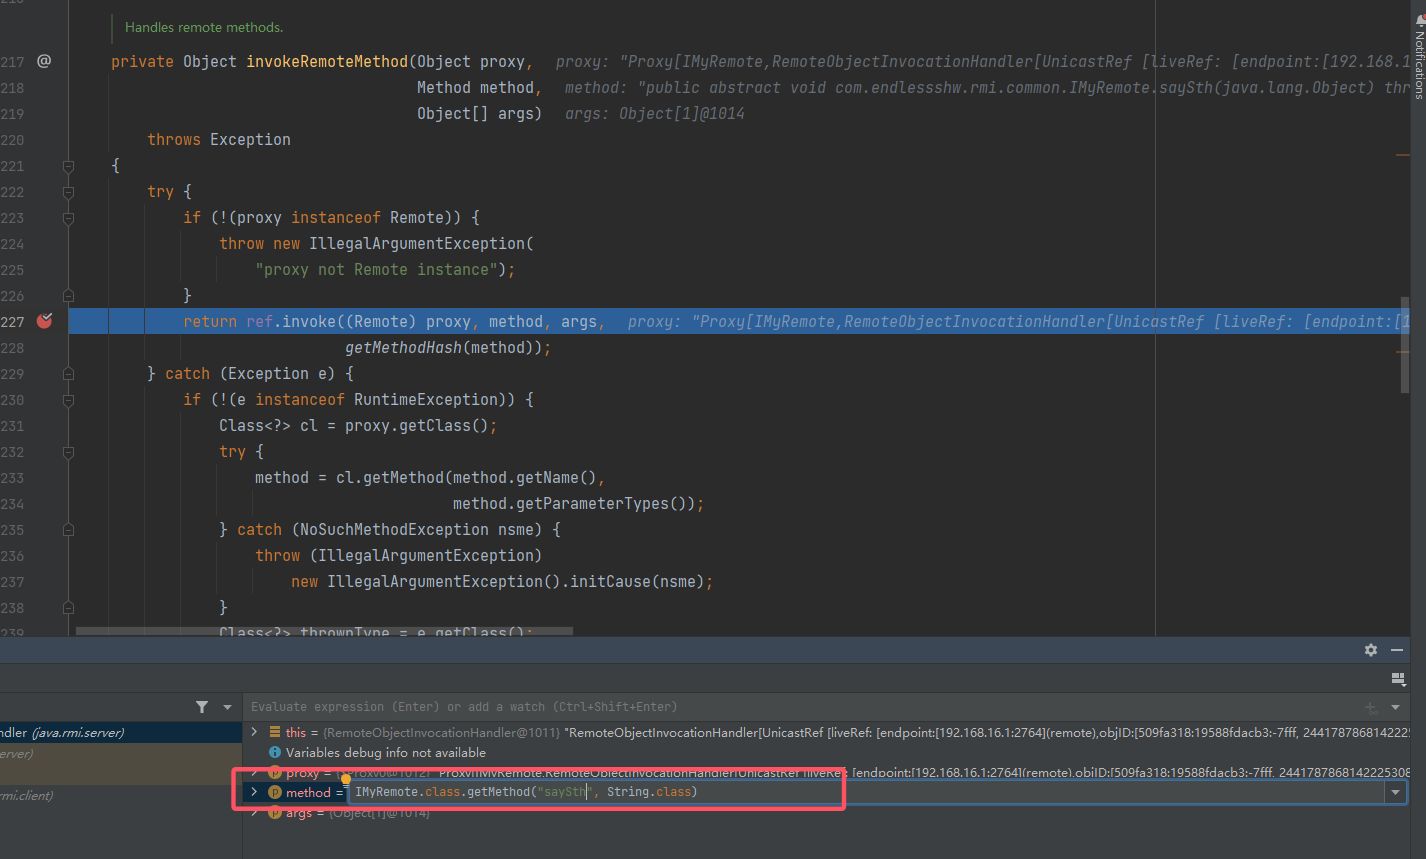 Handles remote methods.
217 @ private Object invokeRemoteMethod(Object proxy, proxy: "Proxy[IMyRemote,RemoteObjectInvocationHandler[UnicastRef [liveRef: [endpoint:[192.168.1
218 Method method, method: "public abstract void com.endlessshw.rmi.common.IMyRemote.saySth(java.lang.Object) thr
219 Object[] args) args: Object[1]@1014
220 throws Exception
221 {
222 try {
223 if (!(proxy instanceof Remote)) {
224 throw new IllegalArgumentException(
225 "proxy not Remote instance");
226 }
227 return ref.invoke((Remote) proxy, method, args, proxy: "Proxy[IMyRemote,RemoteObjectInvocationHandler[UnicastRef [liveRef: [endpoint:[1
228 getMethodHash(method));
229 } catch (Exception e) {
230 if (!(e instanceof RuntimeException)) {
231 Class<?> cl = proxy.getClass();
232 try {
233 method = cl.getMethod(method.getName(),
234 method.getParameterTypes());
235 } catch (NoSuchMethodException nsme) {
236 throw (IllegalArgumentException)
237 new IllegalArgumentException().initCause(nsme);
238 }
239 Class<?> thrownType = e.getClass();
Notifications
Evaluate expression (Enter) or add a watch (Ctrl+Shift+Enter)
ndler (java.rmi.server)
erver)
rmi.client)
this = {RemoteObjectInvocationHandler@1011} "RemoteObjectInvocationHandler[UnicastRef [liveRef: [endpoint:[192.168.16.1:2764](remote),objID:[509fa318:19588fdacb3:-7fff, 2441787868142225
Variables debug info not available
proxy = {$Proxy0@1012} "Proxy[IMyRemote,RemoteObjectInvocationHandler[UnicastRef [liveRef: [endpoint:[192.168.16.1:2764](remote),objID:[509fa318:19588fdacb3:-7fff, 2441787868142225308
method = IMyRemote.class.getMethod("saySth", String.class)
args = {Object[1]@1014}